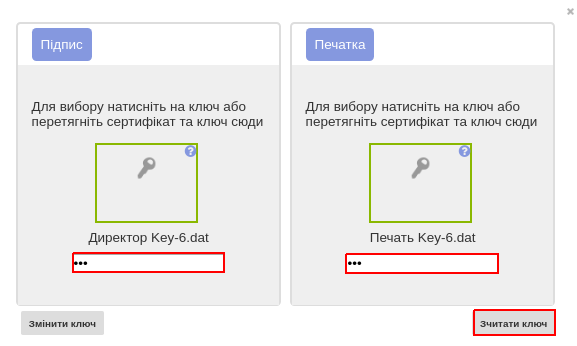 Підпис
Для вибору натисніть на ключ або
перетягніть сертифікат та ключ сюди
?
Директор Key-6.dat
•••
Печатка
Для вибору натисніть на ключ або
перетягніть сертифікат та ключ сюди
?
Печать Key-6.dat
•••
Змінити ключ
Зчитати ключ